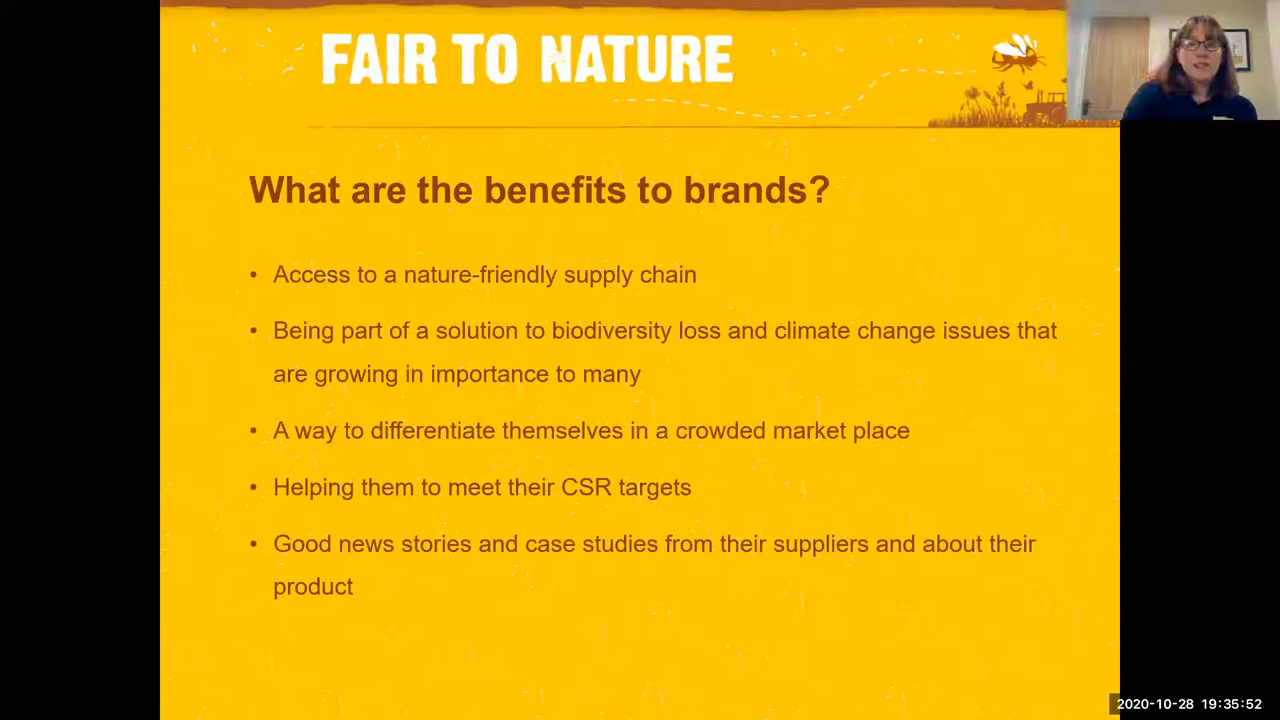 FAIR TO NATURE
What are the benefits to brands?
• Access to a nature-friendly supply chain
• Being part of a solution to biodiversity loss and climate change issues that
are growing in importance to many
• A way to differentiate themselves in a crowded market place
• Helping them to meet their CSR targets
• Good news stories and case studies from their suppliers and about their
product
2020-10-28 19:35:52